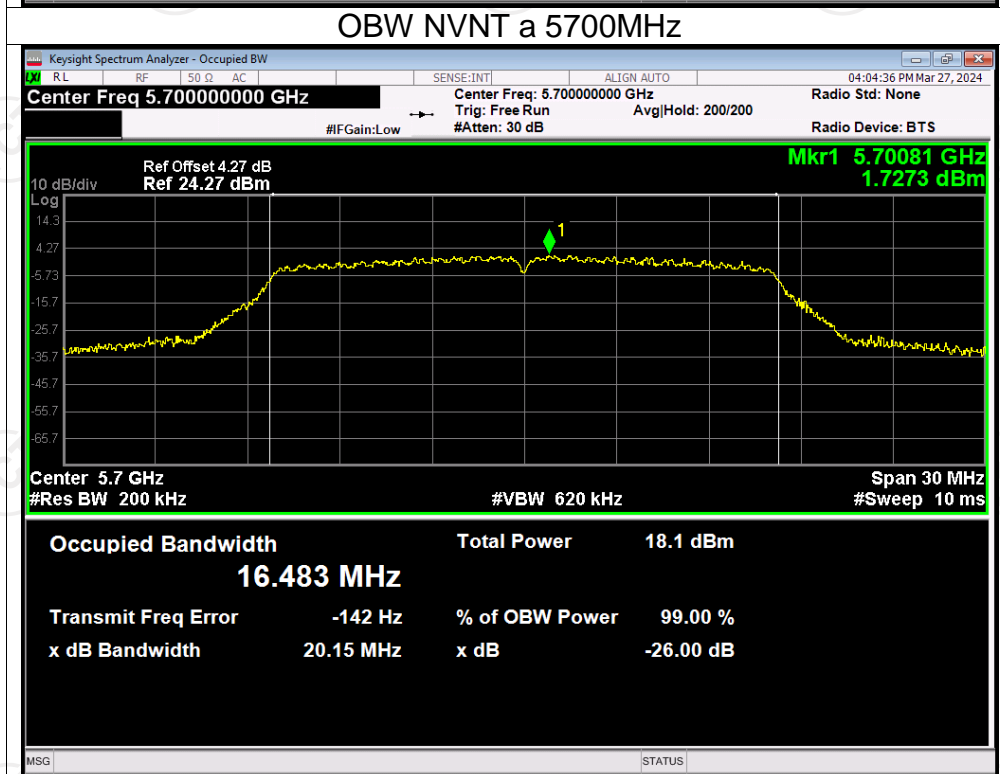 OBW NVNT a 5700MHz
Keysight Spectrum Analyzer - Occupied BW
LXI RL RF 50 Ω AC SENSE:INT ALIGN AUTO 04:04:36 PM Mar 27, 2024
Center Freq 5.700000000 GHz Center Freq: 5.700000000 GHz Radio Std: None
Trig: Free Run Avg|Hold: 200/200
#IFGain:Low #Atten: 30 dB Radio Device: BTS
Mkr1 5.70081 GHz
1.7273 dBm
Ref Offset 4.27 dB
10 dB/div Ref 24.27 dBm
Log
14.3
1
4.27
-5.73
-15.7
-25.7
-35.7
-45.7
-55.7
-65.7
Center 5.7 GHz Span 30 MHz
#Res BW 200 kHz #VBW 620 kHz #Sweep 10 ms
Occupied Bandwidth Total Power 18.1 dBm
16.483 MHz
Transmit Freq Error -142 Hz % of OBW Power 99.00 %
x dB Bandwidth 20.15 MHz x dB -26.00 dB
MSG STATUS